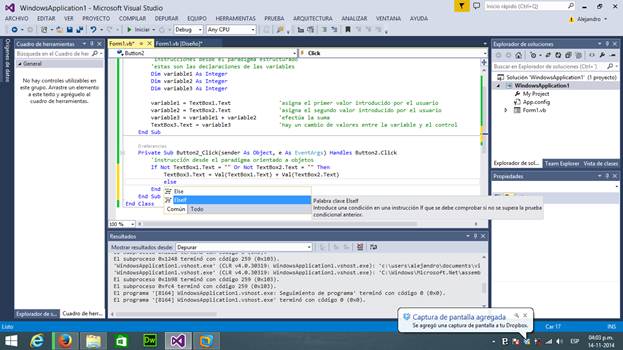 WindowsApplication1 - Microsoft Visual Studio
Inicio rápido (Ctrl+Q)
ARCHIVO EDITAR VER PROYECTO COMPILAR DEPURAR EQUIPO HERRAMIENTAS PRUEBA ARQUITECTURA ANALIZAR VENTANA AYUDA
Alejandro
Iniciar Debug Any CPU
Orígenes de datos
Cuadro de herramientas
Buscar en el Cuadro de herramientas
General
No hay controles utilizables en
este grupo. Arrastre un elemento
a este texto y agréguelo al
cuadro de herramientas.
Form1.vb* Form1.vb [Diseño]*
Button2 Click
'instrucciones desde el paradigma estructurado
'estas son las declaraciones de las variables
Dim variable1 As Integer
Dim variable2 As Integer
Dim variable3 As Integer
variable1 = TextBox1.Text 'asigna el primer valor introducido por el usuario
variable2 = TextBox2.Text 'asigna el segundo valor introducido por el usuario
variable3 = variable1 + variable2 'efectúa la suma
TextBox3.Text = variable3 'hay un cambio de valores entre la variable y el control
End Sub
0 referencias
Private Sub Button2_Click(sender As Object, e As EventArgs) Handles Button2.Click
'instrucción desde el paradigma orientado a objetos
If Not TextBox1.Text = "" Or Not TextBox2.Text = "" Then
TextBox3.Text = Val(TextBox1.Text) + Val(TextBox2.Text)
else
End
End Sub
End Class
Else
ElseIf
Común Todo
Palabra clave ElseIf
Introduce una condición en una instrucción If que se debe comprobar si no se supera la prueba
condicional anterior.
100 %
Resultados
Mostrar resultados desde: Depurar
El subproceso 0x1248 terminó con código 259 (0x103).
'WindowsApplication1.vshost.exe' (CLR v4.0.30319: WindowsApplication1.vshost.exe): 'c:\users\alejandro\documents\vi
'WindowsApplication1.vshost.exe' (CLR v4.0.30319: WindowsApplication1.vshost.exe): 'C:\Windows\Microsoft.Net\assemb
El subproceso 0x1b98 terminó con código 259 (0x103).
El subproceso 0xfc4 terminó con código 259 (0x103).
El programa '[8164] WindowsApplication1.vshost.exe: Seguimiento de programa' terminó con código 0 (0x0).
El programa '[8164] WindowsApplication1.vshost.exe' terminó con código 0 (0x0).
Explorador de soluciones
Buscar en Explorador de soluciones (Ctrl+
Solución 'WindowsApplication1' (1 proyecto)
WindowsApplication1
My Project
App.config
Form1.vb
Explorador de sol... Team Explorer Vista de clases
Propiedades
Explorador de s... Cuadro de herr...
Listo
Car 17
INS
Captura de pantalla agregada
Se agregó una captura de pantalla a tu Dropbox.
Dw
ESP
04:03 p.m.
14-11-2014